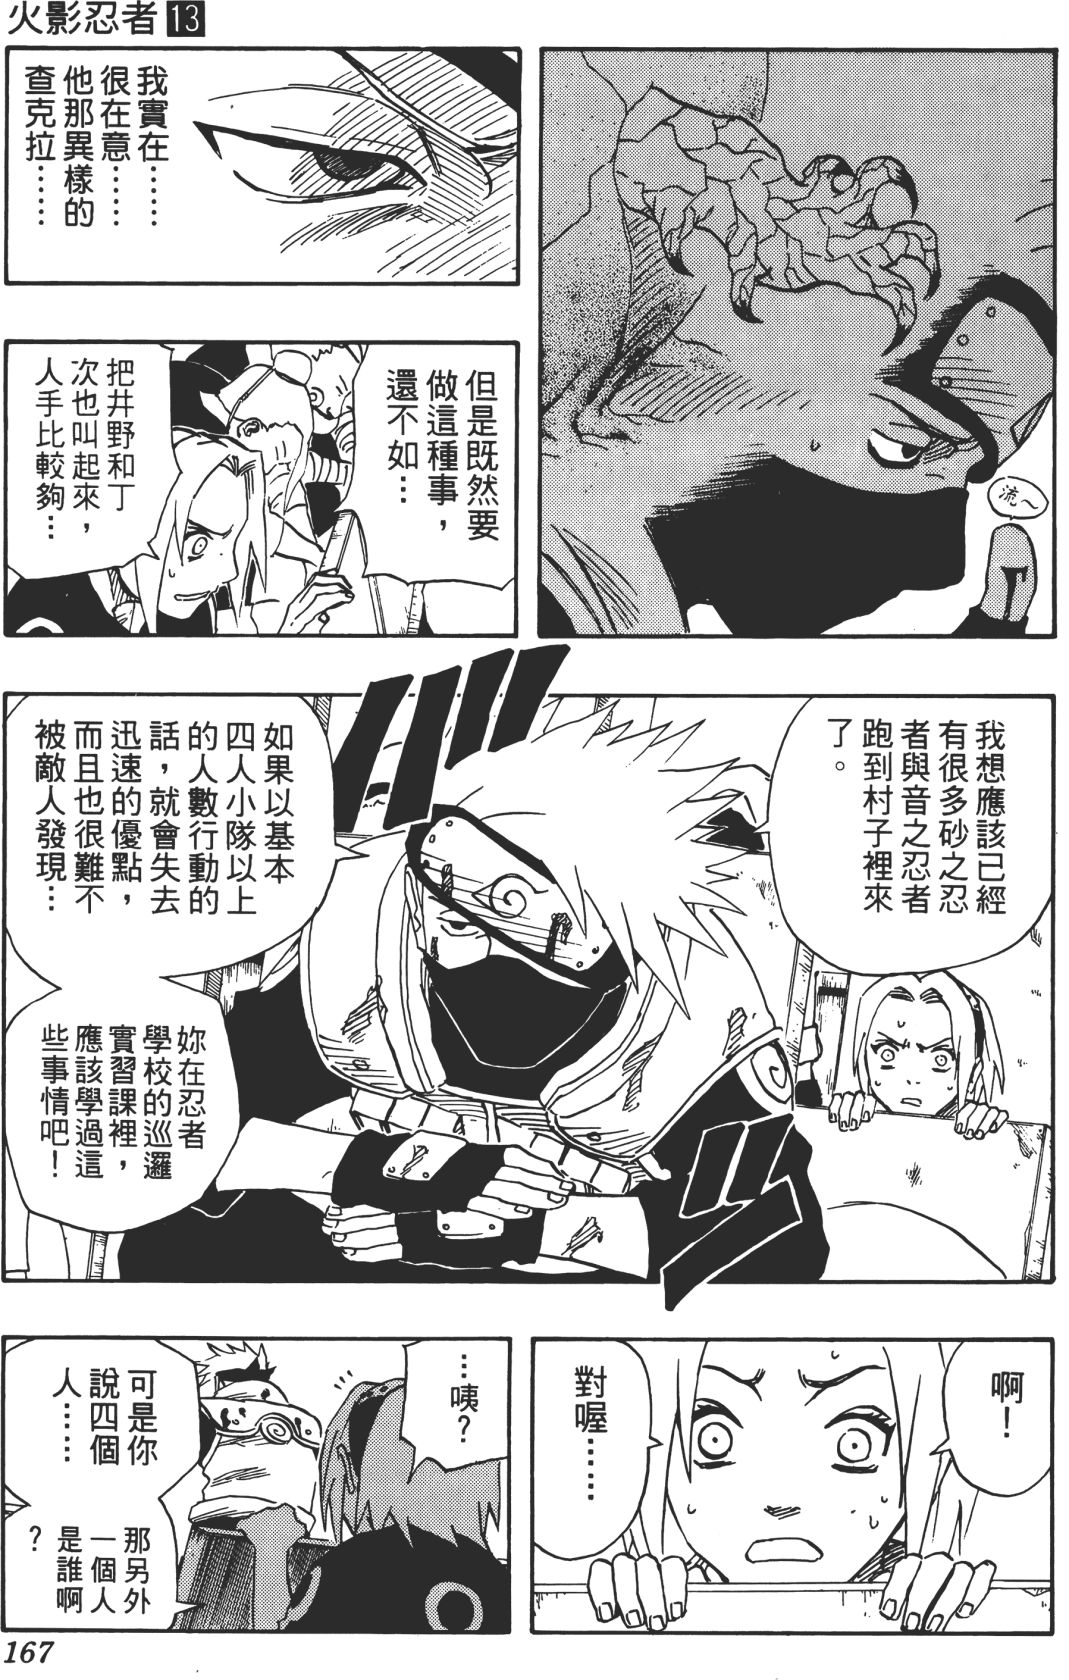 火影忍者13
流～
我實在……
很在意……
他那異樣的
查克拉……
但是既然要
做這種事，
還不如…
把井野和丁
次也叫起來，
人手比較夠…
我想應該已經
有很多砂之忍
者與音之忍者
跑到村子裡來
了。
如果以基本
四人小隊以上
的人數行動的
話，就會失去
迅速的優點，
而且也很難不
被敵人發現…
妳在忍者
學校的巡邏
實習課裡，
應該學過這
些事情吧！
啊！
對喔……
…咦？
可是你
說四個
人……
那另外
一個人
是誰啊
？
167